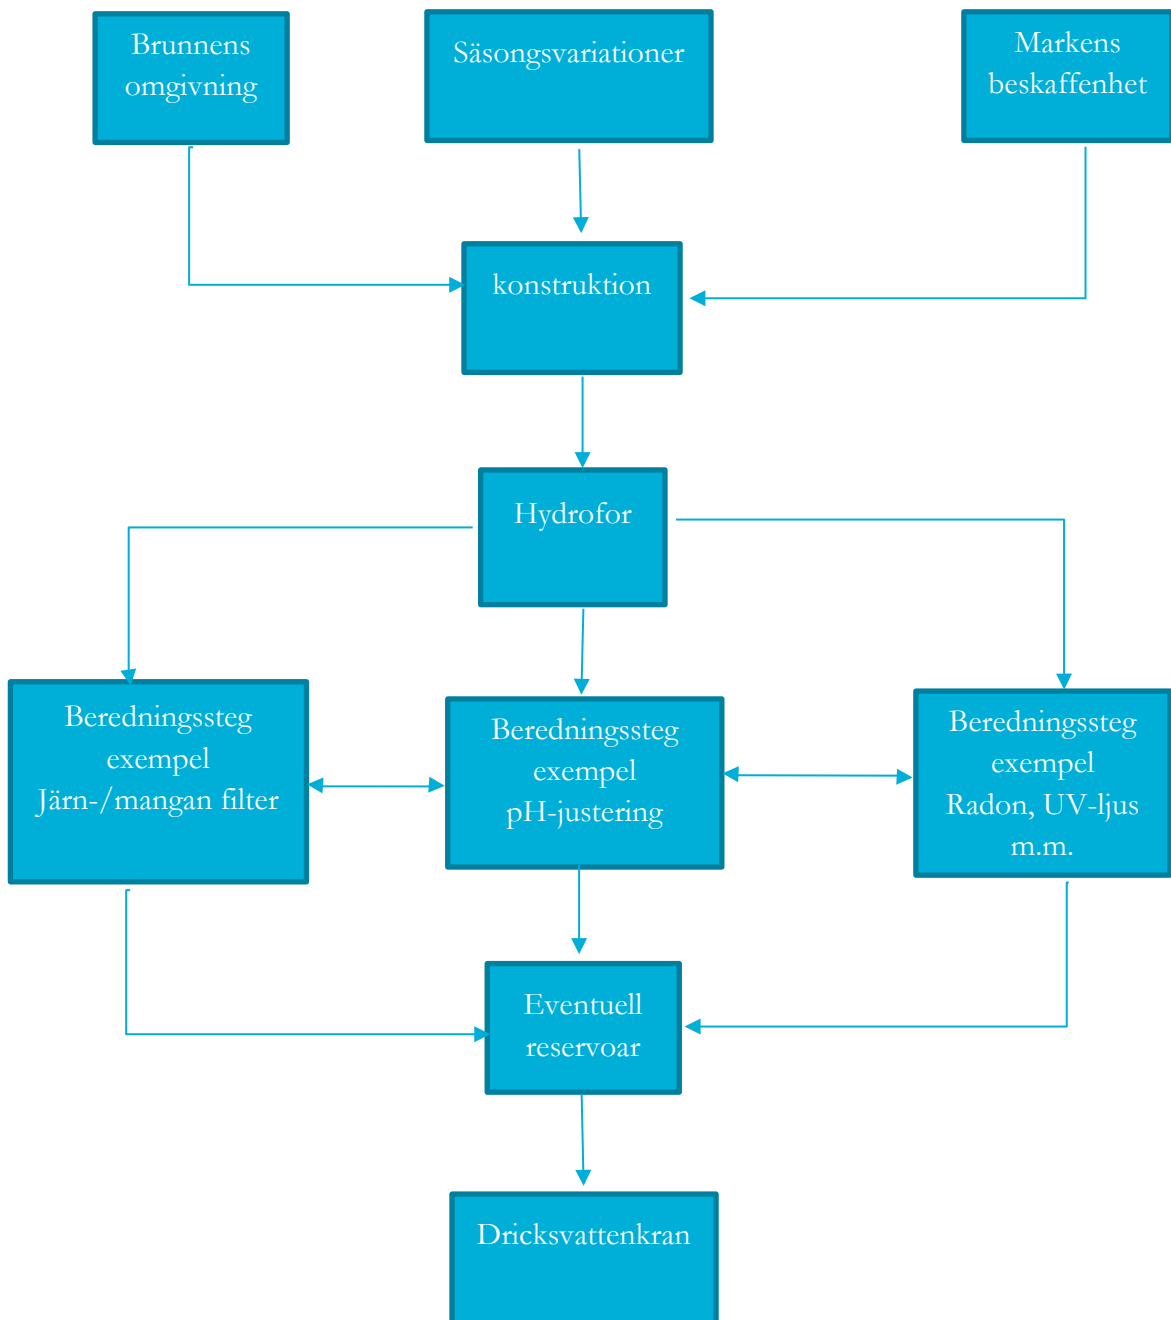 Brunnens
omgivning
Säsongsvariationer
Markens
beskaffenhet
konstruktion
Hydrofor
Beredningssteg
exempel
Järn-/mangan filter
Beredningssteg
exempel
pH-justering
Beredningssteg
exempel
Radon, UV-ljus
m.m.
Eventuell
reservoar
Dricksvattenkran